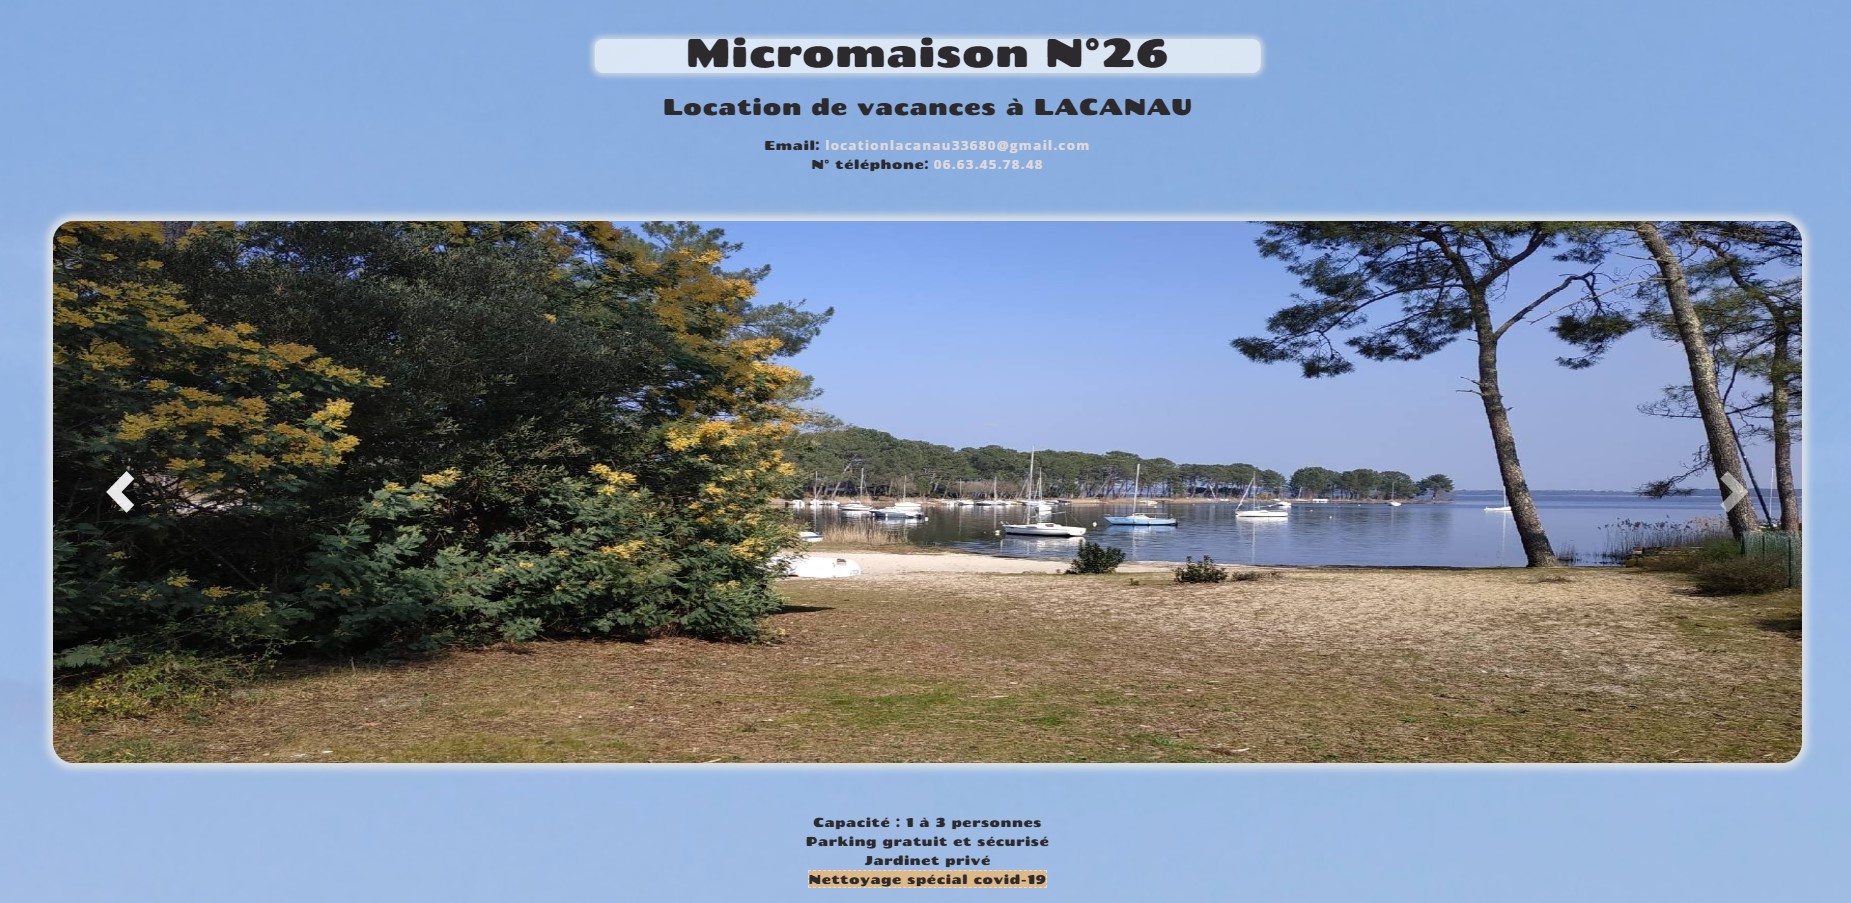 Micromaison N°26
Location de vacances à LACANAU
Email: locationlacanau33680@gmail.com
N° téléphone: 06.63.45.78.48
Capacité : 1 à 3 personnes
Parking gratuit et sécurisé
Jardinet privé
Nettoyage spécial covid-19